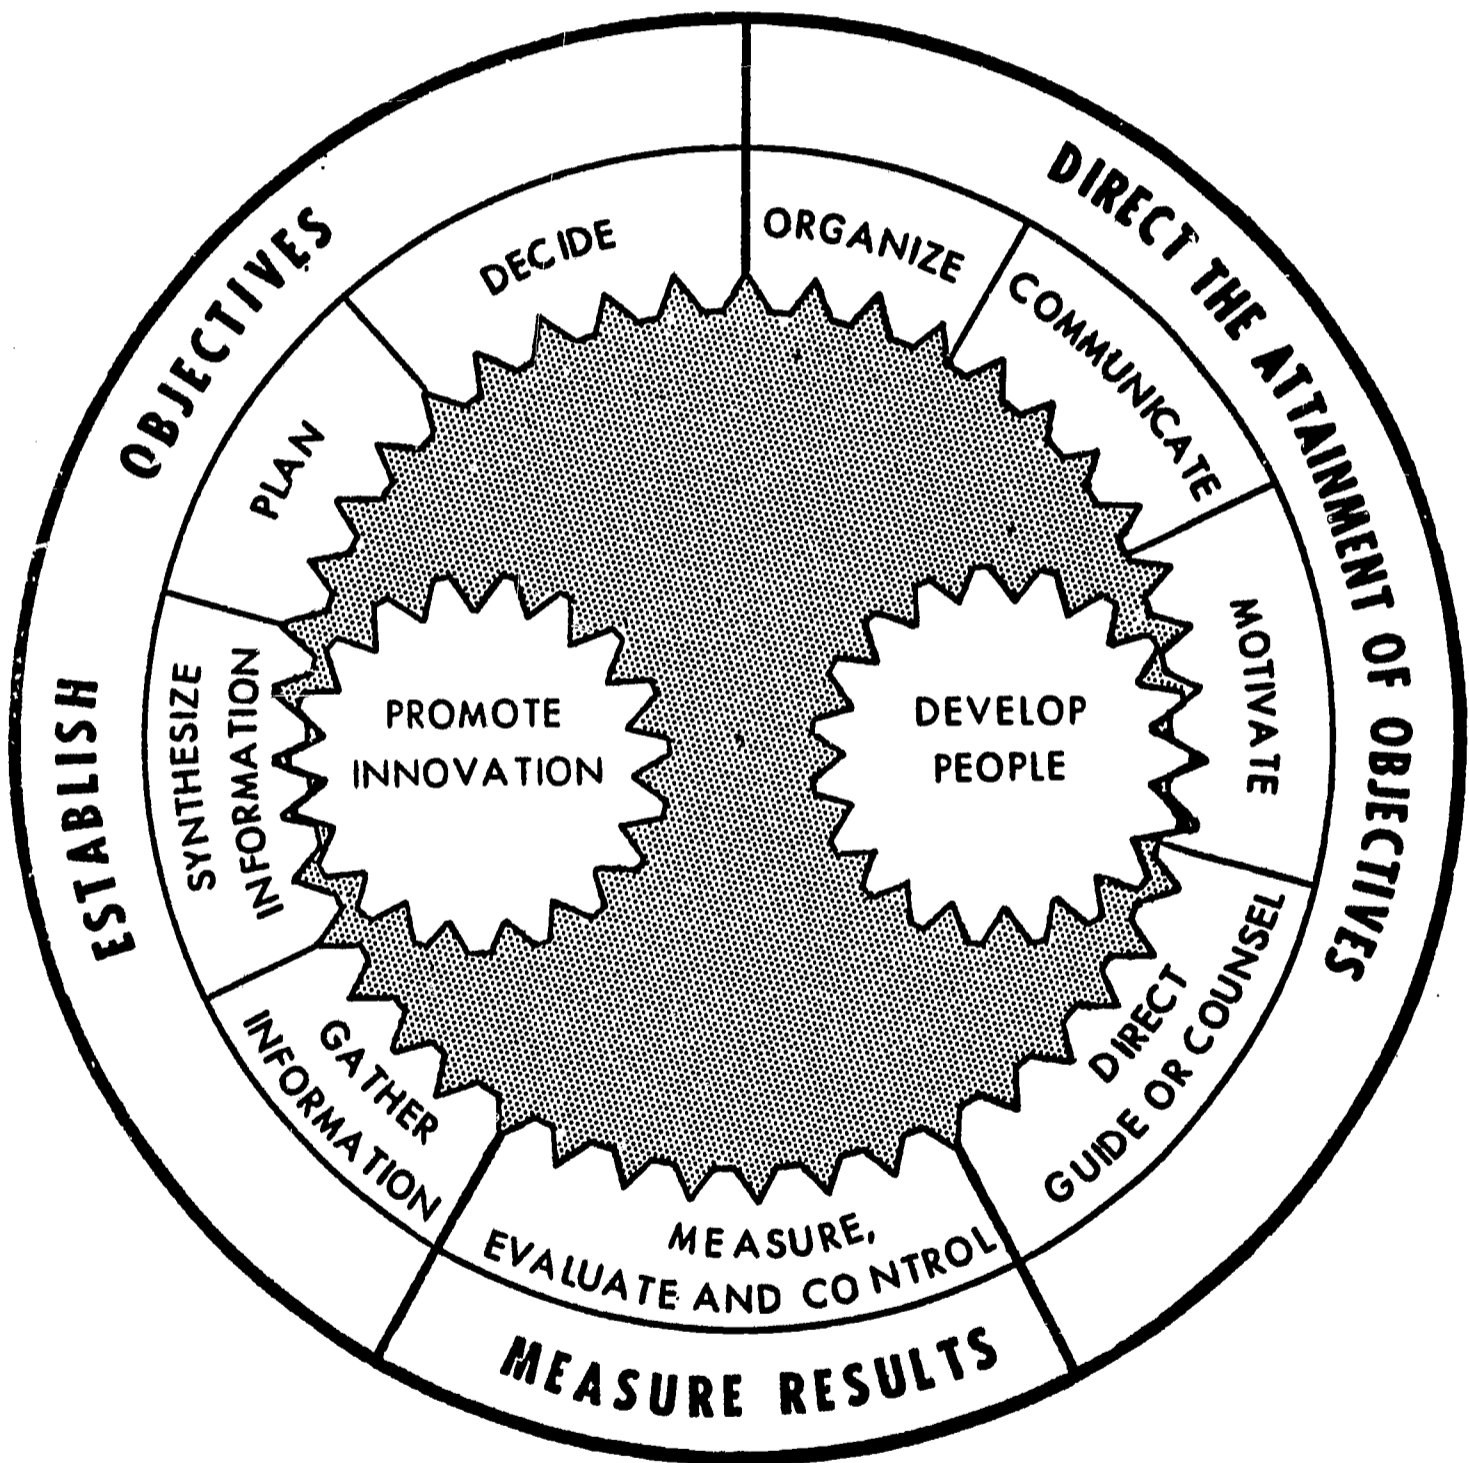 ESTABLISH OBJECTIVES
DIRECT THE ATTAINMENT OF OBJECTIVES
MEASURE RESULTS
GATHER
INFORMATION
SYNTHESIZE
INFORMATION
PLAN
DECIDE
ORGANIZE
COMMUNICATE
MOTIVATE
DIRECT
GUIDE OR COUNSEL
MEASURE,
EVALUATE AND CONTROL
PROMOTE
INNOVATION
DEVELOP
PEOPLE